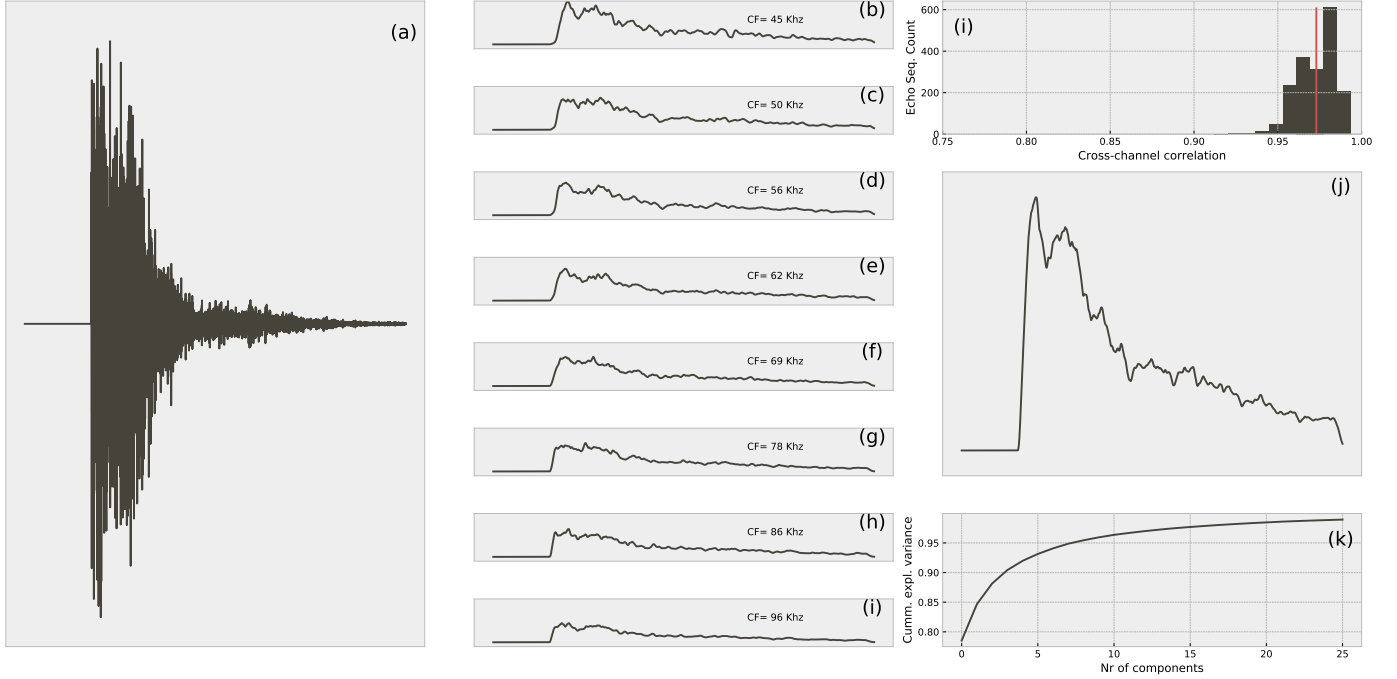 (a)
(b)
CF= 45 Khz
(c)
CF= 50 Khz
(d)
CF= 56 Khz
(e)
CF= 62 Khz
(f)
CF= 69 Khz
(g)
CF= 78 Khz
(h)
CF= 86 Khz
(i)
CF= 96 Khz
(i)
Echo Seq. Count
600
400
200
0
0.75 0.80 0.85 0.90 0.95 1.00
Cross-channel correlation
(j)
(k)
Cumm. expl. variance
0.95
0.90
0.85
0.80
0 5 10 15 20 25
Nr of components